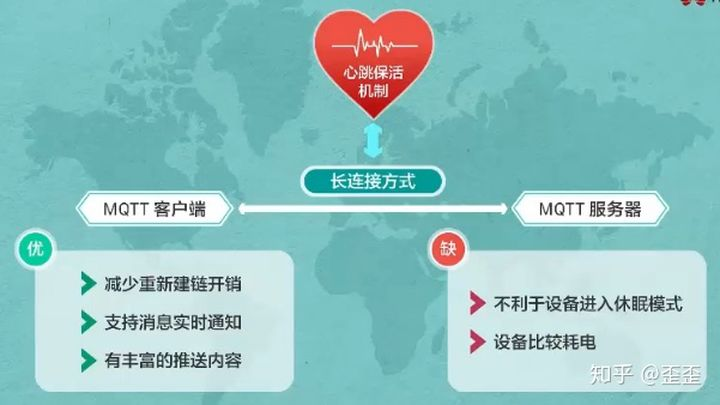 心跳保活
机制
长连接方式
MQTT 客户端
MQTT 服务器
优
减少重新建链开销
支持消息实时通知
有丰富的推送内容
缺
不利于设备进入休眠模式
设备比较耗电
知乎 @歪歪